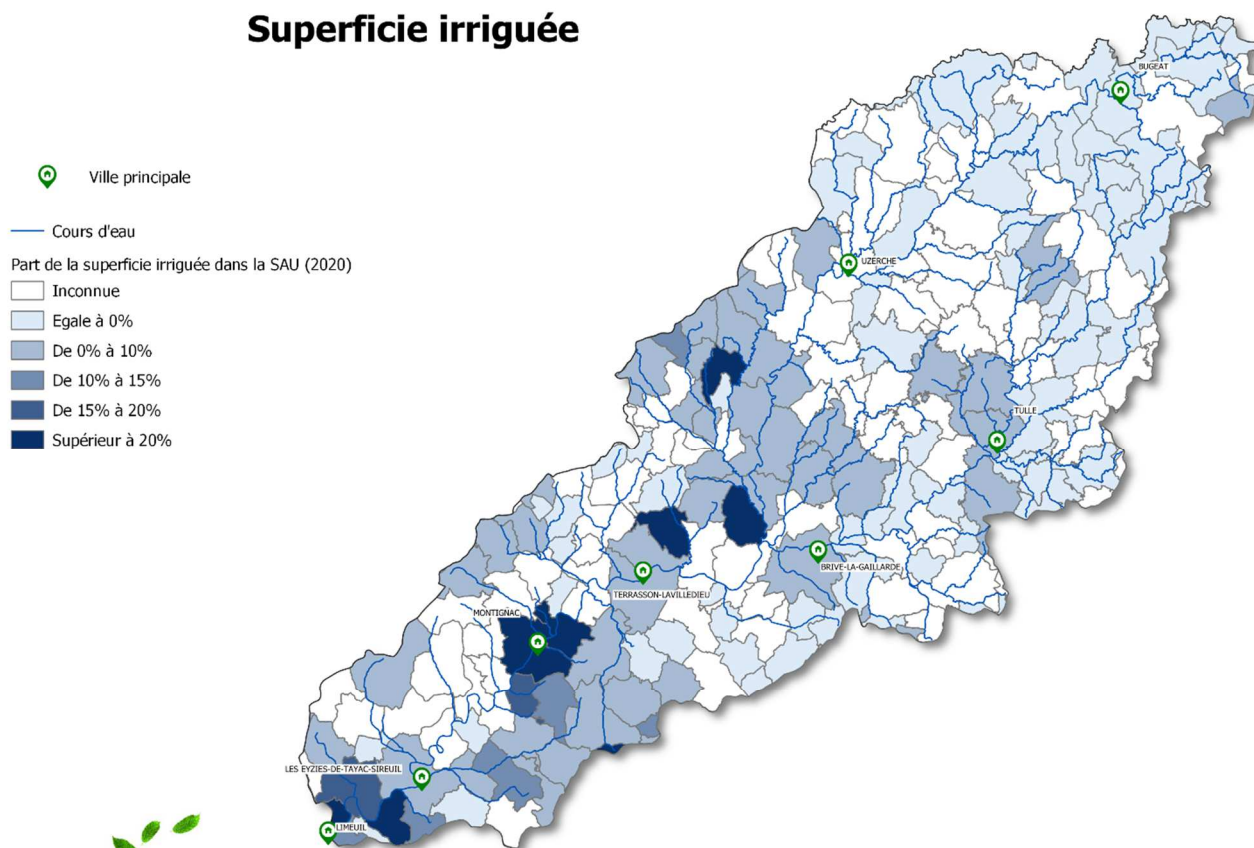 Superficie irriguée
BUGEAT
Ville principale
Cours d'eau
Part de la superficie irriguée dans la SAU (2020)
Inconnue
Egale à 0%
De 0% à 10%
De 10% à 15%
De 15% à 20%
Supérieur à 20%
UZERCHE
TULLE
BRIVE-LA-GAILLARDE
TERRASSON-LAVILLEDIEU
MONTIGNAC
LES EYZIES-DE-TAYAC-SIREUIL
LIMEUIL